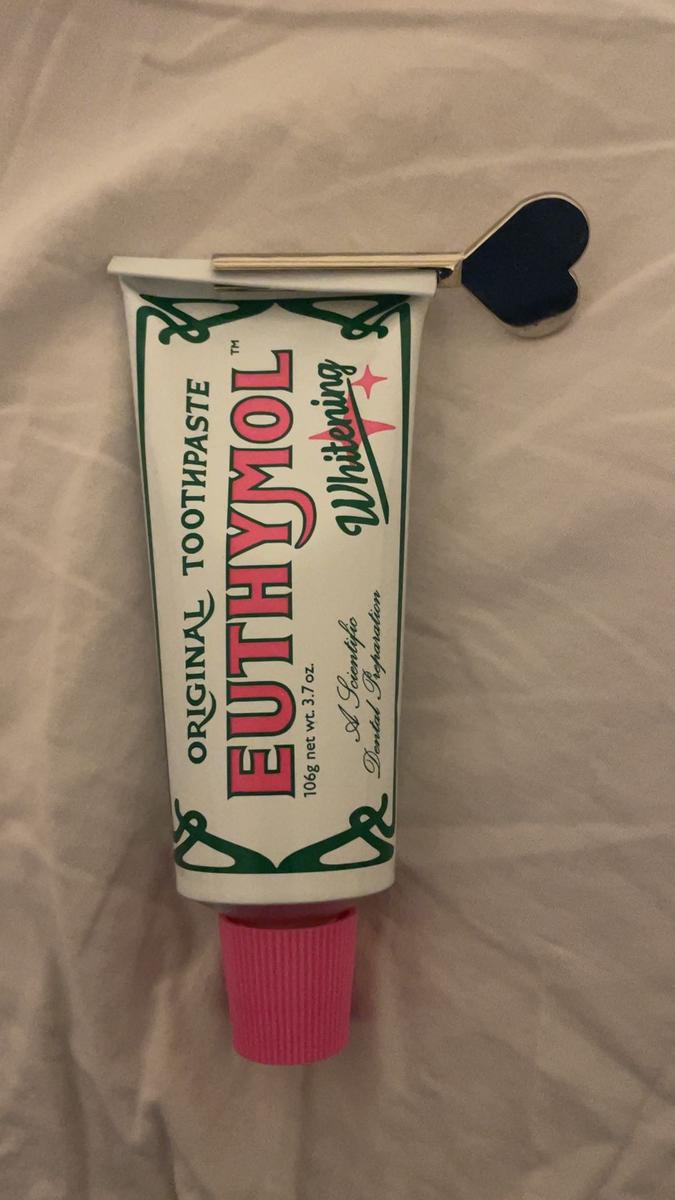 ORIGINAL TOOTHPASTE
EUTHYMOL™
106g net wt. 3.7 oz.
Whitening
A Scientific
Dental Preparation